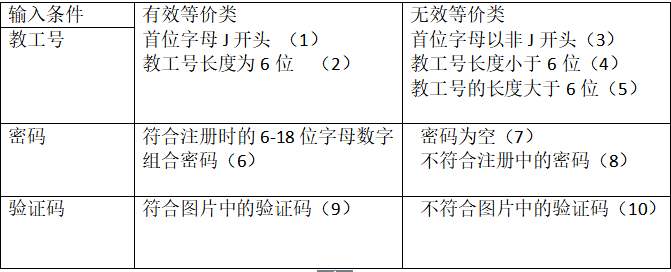 输入条件 有效等价类 无效等价类
教工号 首位字母 J 开头 （1） 首位字母以非 J 开头（3）
教工号长度为 6 位 （2） 教工号长度小于 6 位（4）
教工号的长度大于 6 位（5）
密码 符合注册时的 6-18 位字母数字 密码为空（7）
组合密码（6） 不符合注册中的密码（8）
验证码 符合图片中的验证码（9） 不符合图片中的验证码（10）